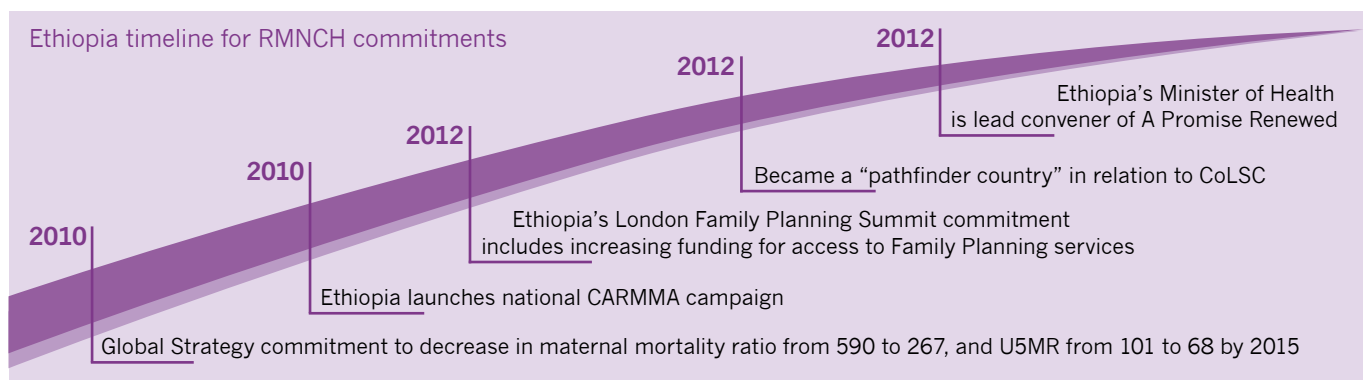 Ethiopia timeline for RMNCH commitments
2010
Global Strategy commitment to decrease in maternal mortality ratio from 590 to 267, and U5MR from 101 to 68 by 2015
2010
Ethiopia launches national CARMMA campaign
2012
Ethiopia’s London Family Planning Summit commitment
includes increasing funding for access to Family Planning services
2012
Became a “pathfinder country” in relation to CoLSC
2012
Ethiopia’s Minister of Health
is lead convener of A Promise Renewed